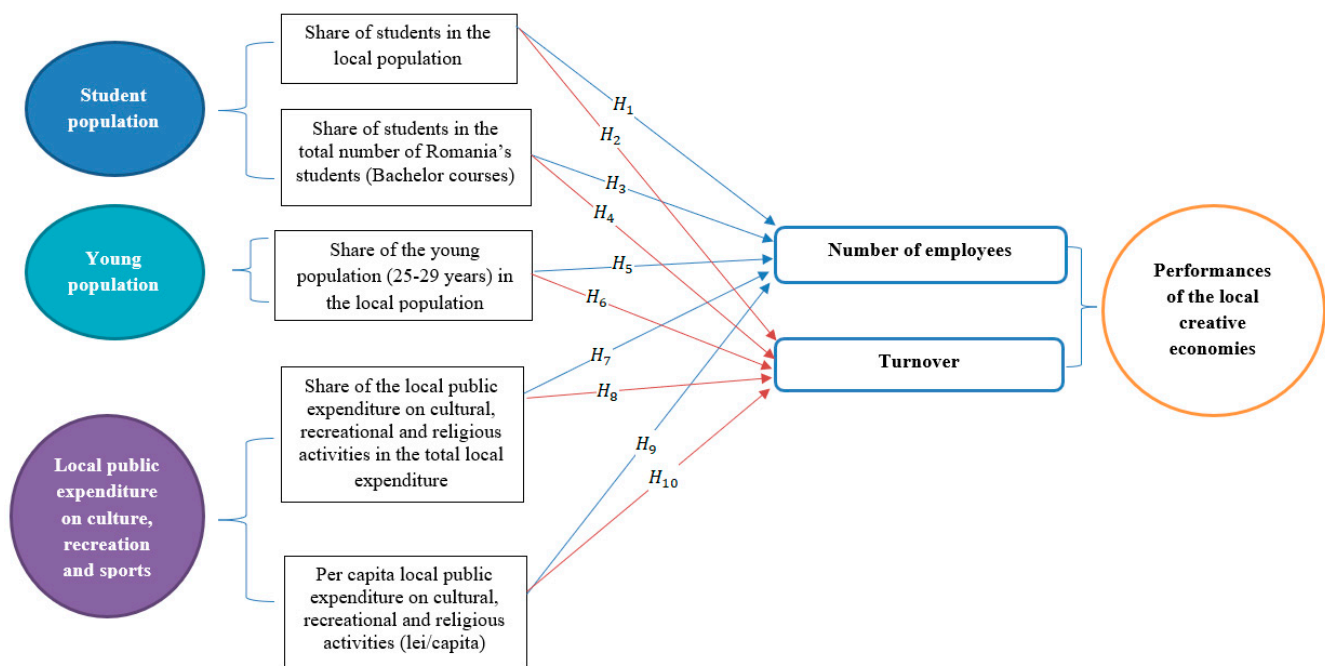 Student
population
Share of students in the
local population
Share of students in the
total number of Romania's
students (Bachelor courses)
Young
population
Share of the young
population (25-29 years) in
the local population
Local public
expenditure
on culture,
recreation
and sports
Share of the local public
expenditure on cultural,
recreational and religious
activities in the total local
expenditure
Per capita local public
expenditure on cultural,
recreational and religious
activities (lei/capita)
H₁
H₂
H₃
H₄
H₅
H₆
H₇
H₈
H₉
H₁₀
Number of employees
Turnover
Performances
of the local
creative
economies